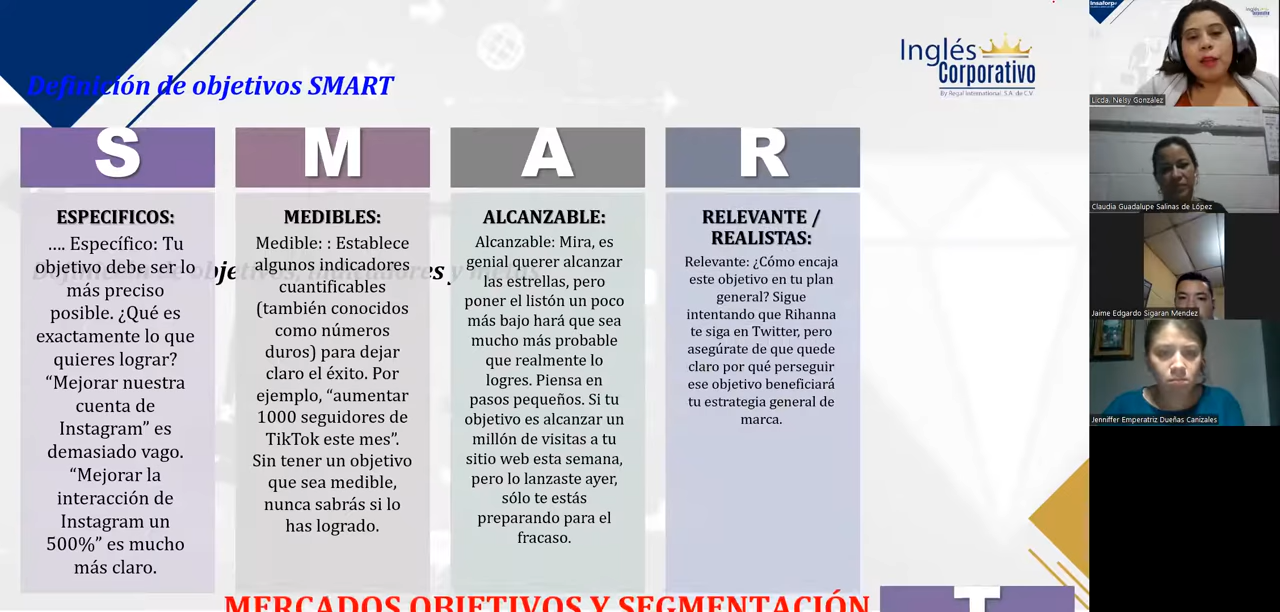 Definición de objetivos SMART
Inglés
Corporativo
By Regal International, S.A. de C.V.
S
ESPECIFICOS:
.... Específico: Tu
objetivo debe ser lo
más preciso
posible. ¿Qué es
exactamente lo que
quieres lograr?
“Mejorar nuestra
cuenta de
Instagram” es
demasiado vago.
“Mejorar la
interacción de
Instagram un
500%” es mucho
más claro.
M
MEDIBLES:
Medible: : Establece
algunos indicadores
cuantificables
(también conocidos
como números
duros) para dejar
claro el éxito. Por
ejemplo, “aumentar
1000 seguidores de
TikTok este mes”.
Sin tener un objetivo
que sea medible,
nunca sabrás si lo
has logrado.
A
ALCANZABLE:
Alcanzable: Mira, es
genial querer alcanzar
las estrellas, pero
poner el listón un poco
más bajo hará que sea
mucho más probable
que realmente lo
logres. Piensa en
pasos pequeños. Si tu
objetivo es alcanzar un
millón de visitas a tu
sitio web esta semana,
pero lo lanzaste ayer,
sólo te estás
preparando para el
fracaso.
R
RELEVANTE /
REALISTAS:
Relevante: ¿Cómo encaja
este objetivo en tu plan
general? Sigue
intentando que Rihanna
te siga en Twitter, pero
asegúrate de que quede
claro por qué perseguir
ese objetivo beneficiará
tu estrategia general de
marca.
T
MERCADOS OBJETIVOS Y SEGMENTACIÓN
Insaforp
Licda. Nelsy González
Claudia Guadalupe Salinas de López
Jaime Edgardo Sigaran Mendez
Jenniffer Emperatriz Dueñas Canizales